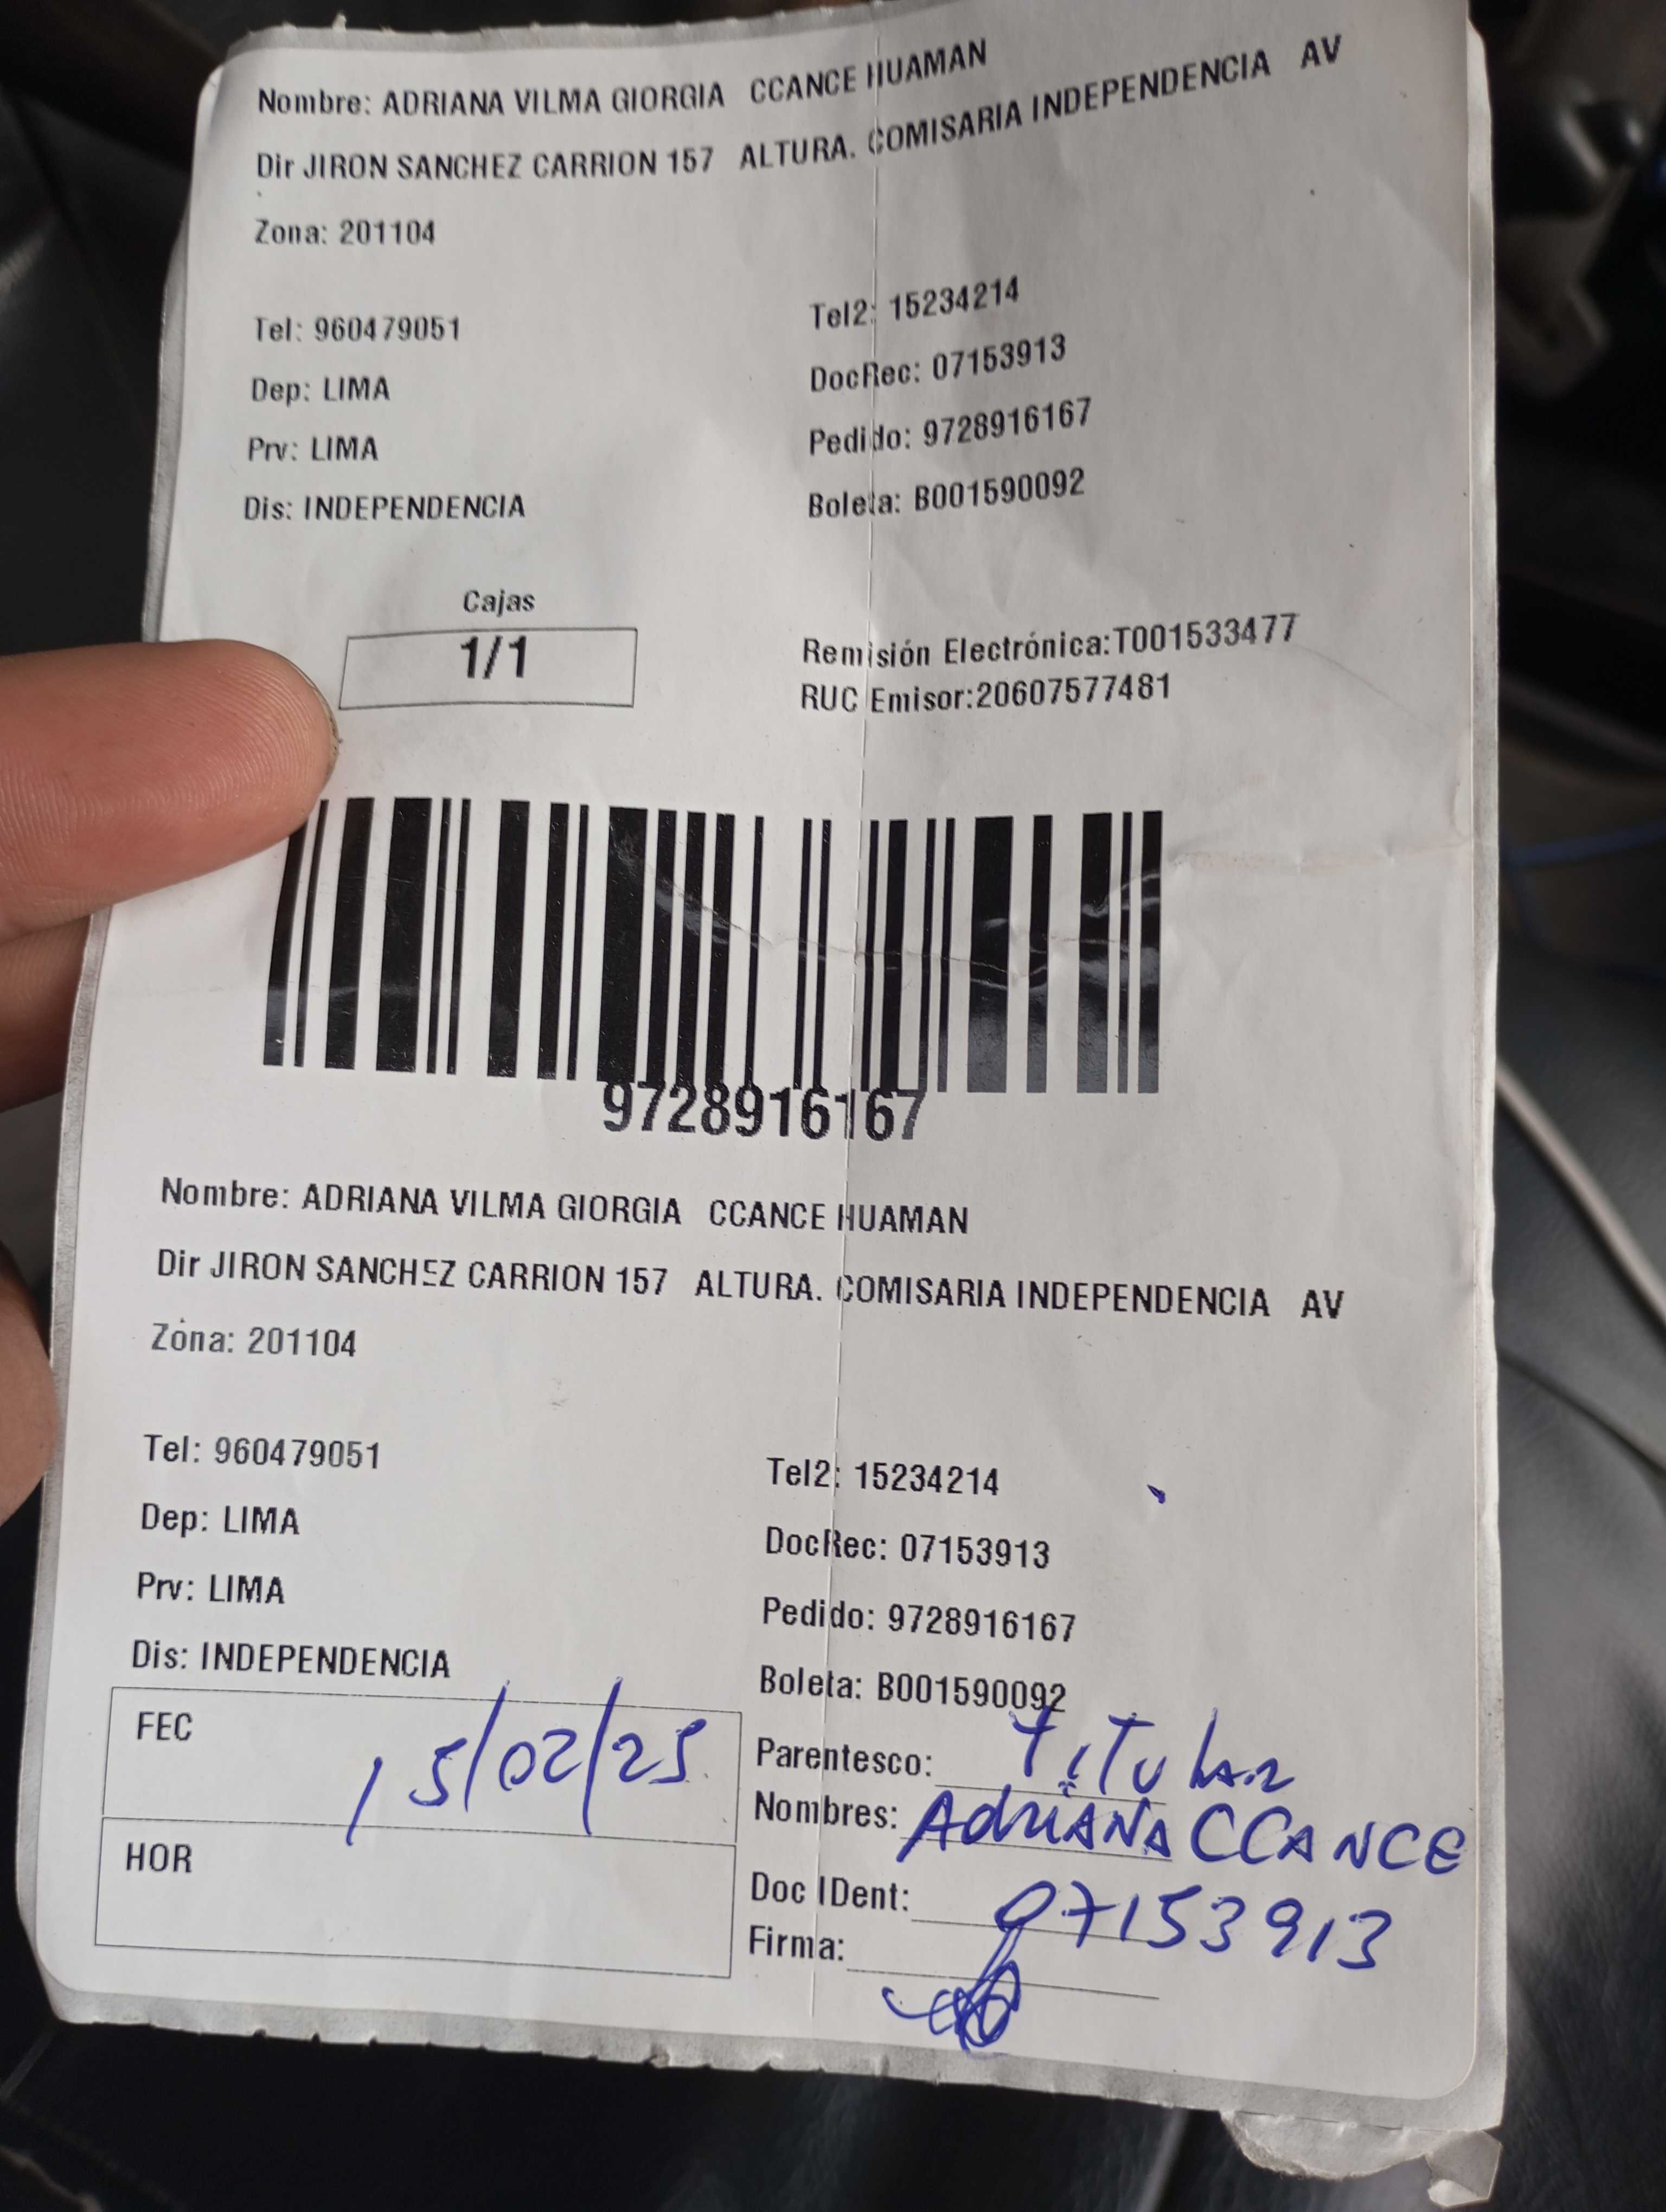 Nombre: ADRIANA VILMA GIORGIA CCANCE HUAMAN
Dir JIRON SANCHEZ CARRION 157 ALTURA. COMISARIA INDEPENDENCIA AV
Zona: 201104
Tel: 960479051 Tel2: 15234214
Dep: LIMA DocRec: 07153913
Prv: LIMA Pedido: 9728916167
Dis: INDEPENDENCIA Boleta: B001590092
Cajas
1/1
Remisión Electrónica:T001533477
RUC Emisor:20607577481
9728916167
Nombre: ADRIANA VILMA GIORGIA CCANCE HUAMAN
Dir JIRON SANCHEZ CARRION 157 ALTURA. COMISARIA INDEPENDENCIA AV
Zona: 201104
Tel: 960479051 Tel2: 15234214
Dep: LIMA DocRec: 07153913
Prv: LIMA Pedido: 9728916167
Dis: INDEPENDENCIA Boleta: B001590092
FEC 15/02/25
HOR
Parentesco: Titular
Nombres: AdriANA CCANCE
Doc IDent: 07153913
Firma: